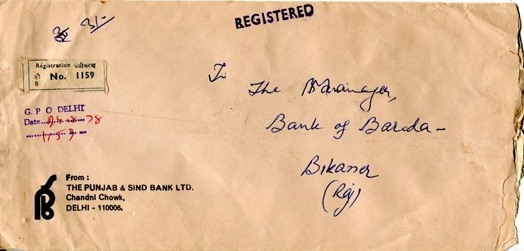 REGISTERED
3/-
Registration पंजीकरण
बी
B
No. 1159
G. P O DELHI
Date
To
The Manager,
Bank of Baroda -
Bikaner
(Raj)
From :
THE PUNJAB & SIND BANK LTD.
Chandni Chowk,
DELHI - 110006.